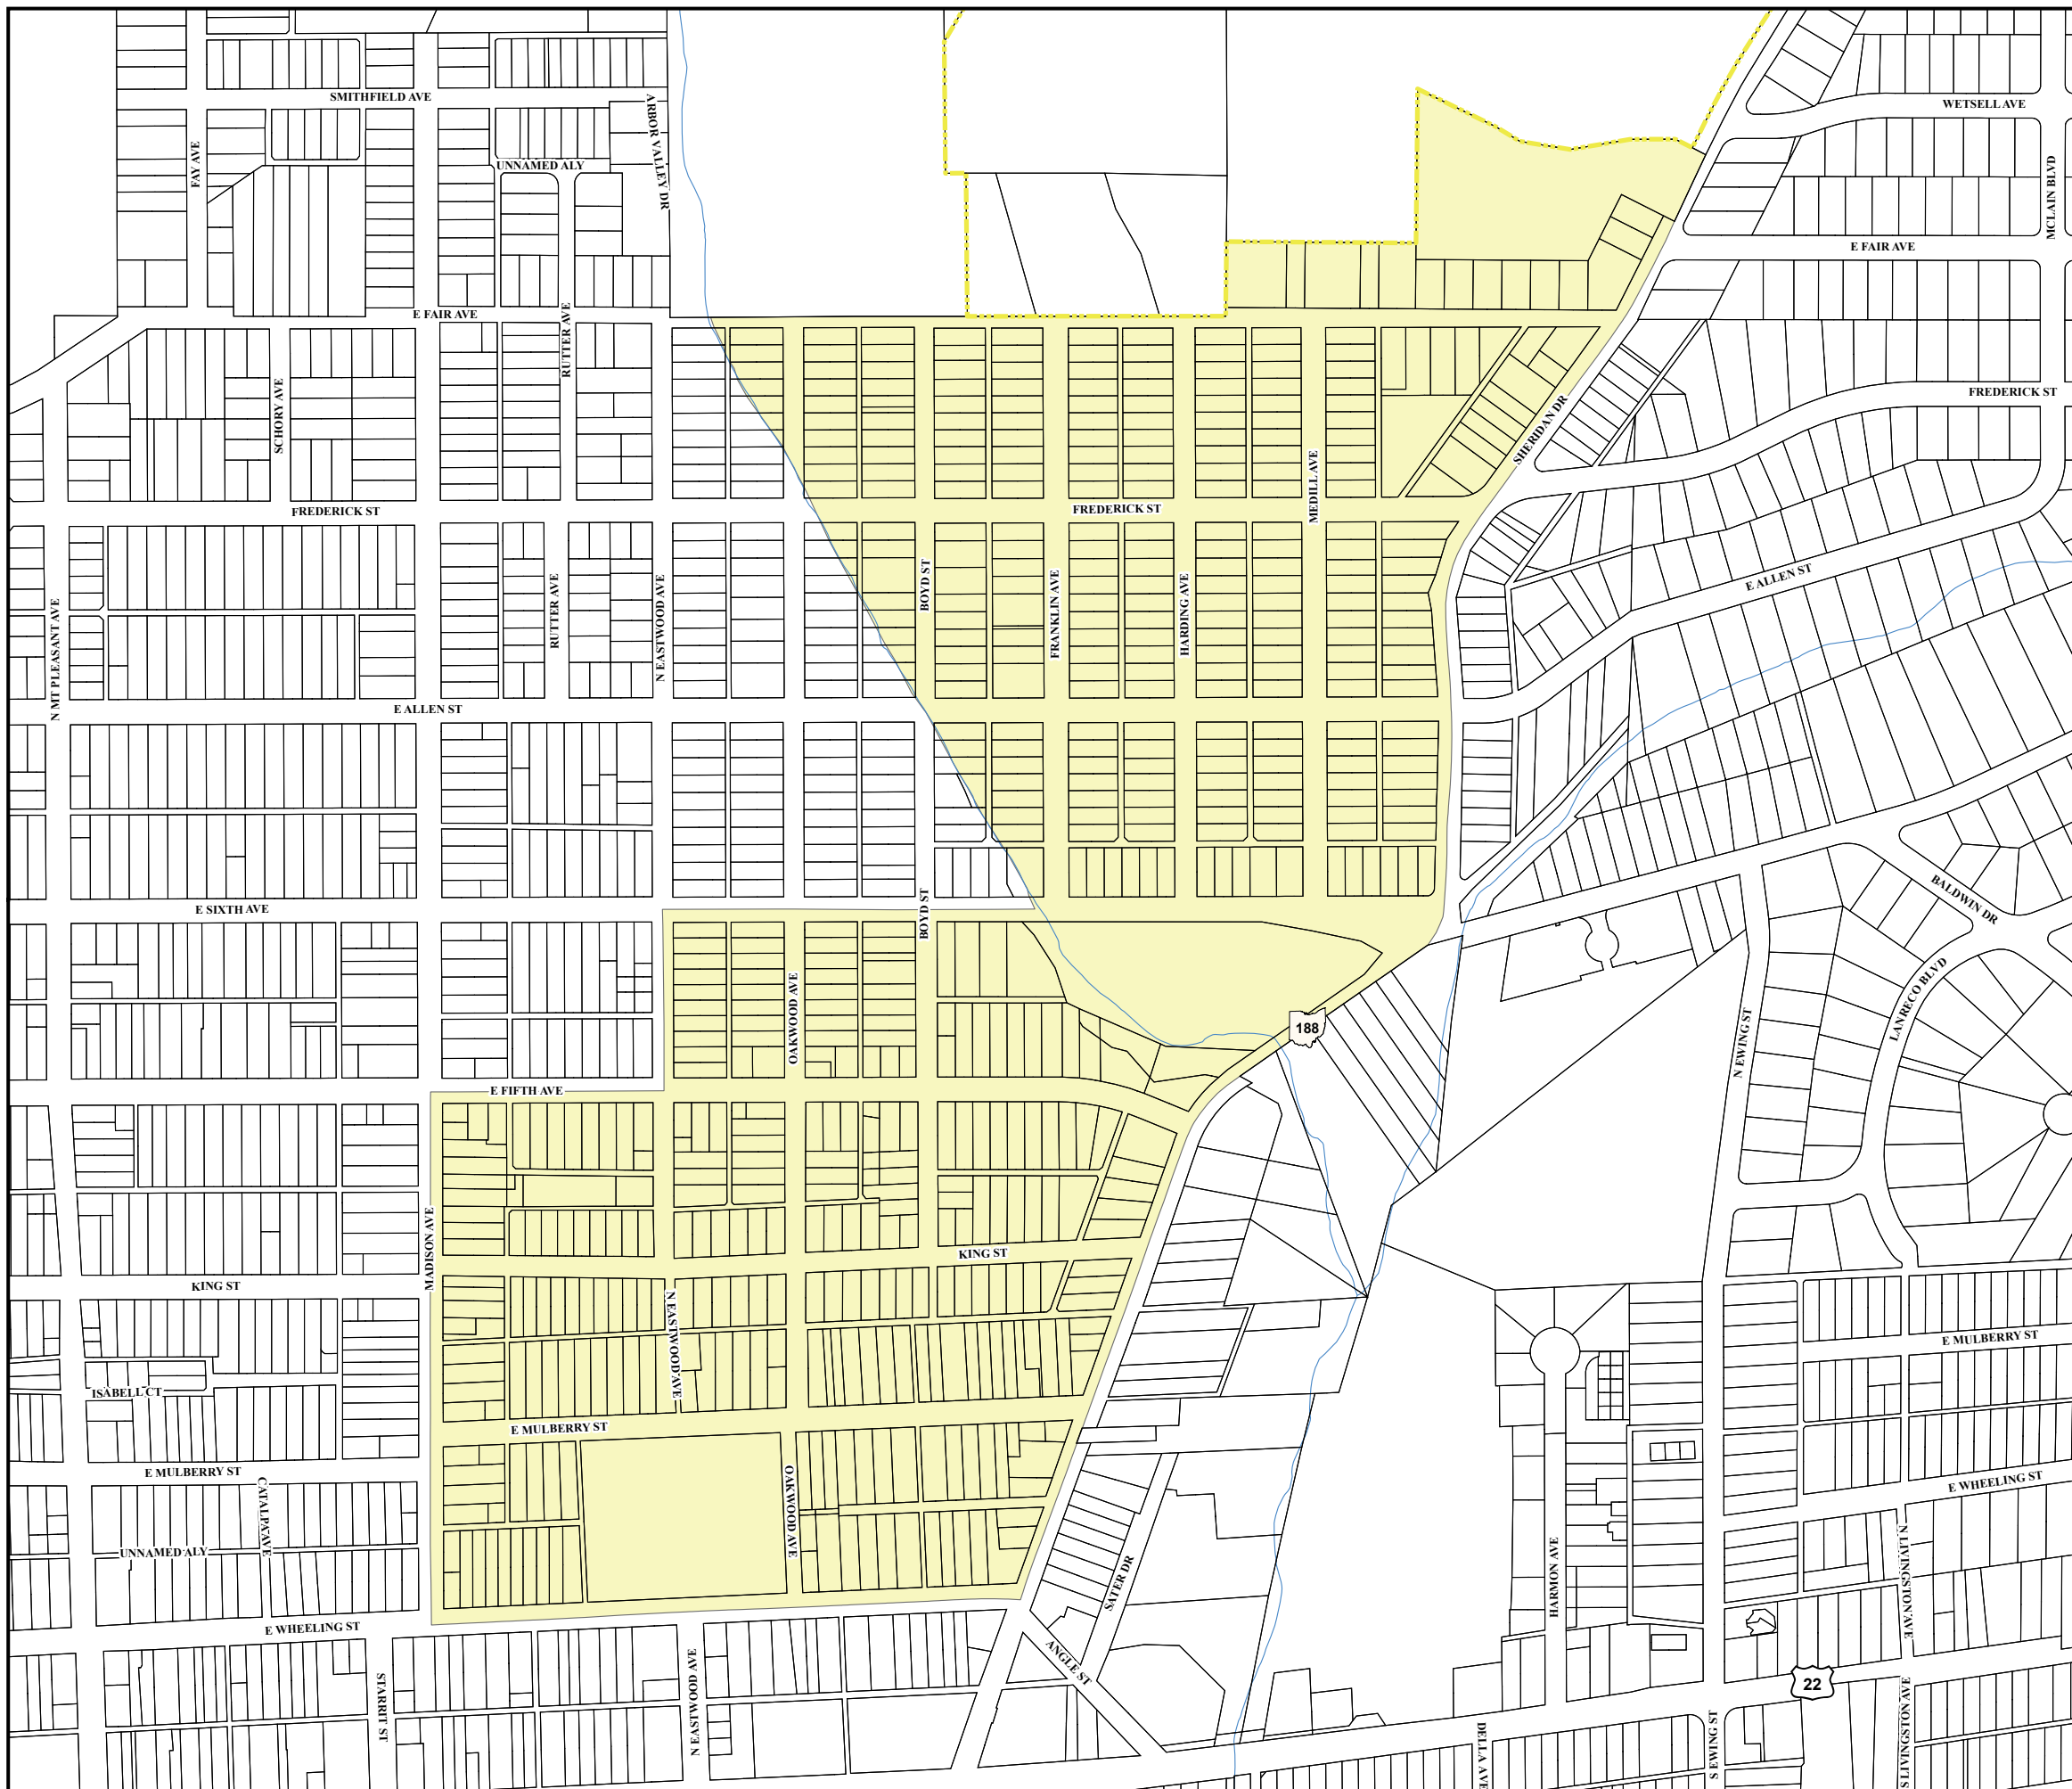 SMITHFIELD AVE
WETSELL AVE
ARBOR VALLEY DR
FAY AVE
UNNAMED ALY
MCLAIN BLVD
E FAIR AVE
E FAIR AVE
RUTTER AVE
SCHORY AVE
FREDERICK ST
SHERIDAN DR
MEDILL AVE
FREDERICK ST
FREDERICK ST
BOYD ST
FRANKLIN AVE
HARDING AVE
E ALLEN ST
RUTTER AVE
N EASTWOOD AVE
N MT PLEASANT AVE
E ALLEN ST
E SIXTH AVE
BOYD ST
BALDWIN DR
OAKWOOD AVE
LANRECO BLVD
188
N EWING ST
E FIFTH AVE
MADISON AVE
KING ST
KING ST
N EASTWOOD AVE
E MULBERRY ST
ISABELL CT
E MULBERRY ST
E MULBERRY ST
E WHEELING ST
CATALPA AVE
OAKWOOD AVE
UNNAMED ALY
SATER DR
HARMON AVE
N LIVINGSTON AVE
E WHEELING ST
ANGLE ST
STARRIT ST
N EASTWOOD AVE
22
DELLA AVE
S EWING ST
S LIVINGSTON AVE